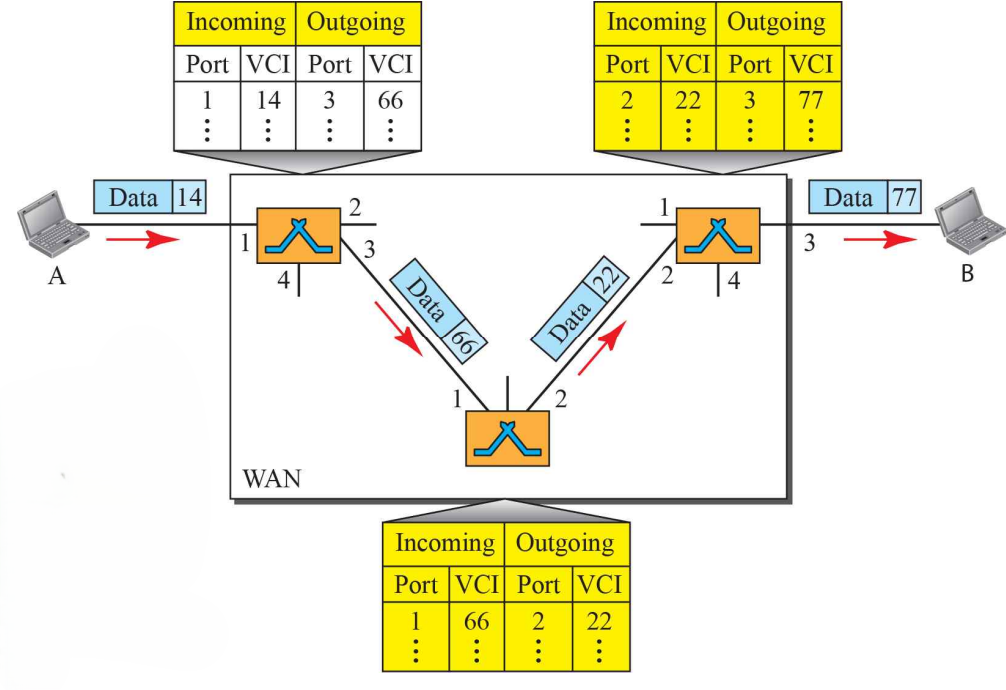 Incoming Outgoing
Port VCI Port VCI
1 14 3 66
⋮ ⋮ ⋮ ⋮
Incoming Outgoing
Port VCI Port VCI
2 22 3 77
⋮ ⋮ ⋮ ⋮
Data 14
A
1
2
3
4
Data 66
Data 22
1
2
3
4
Data 77
B
1
2
WAN
Incoming Outgoing
Port VCI Port VCI
1 66 2 22
⋮ ⋮ ⋮ ⋮